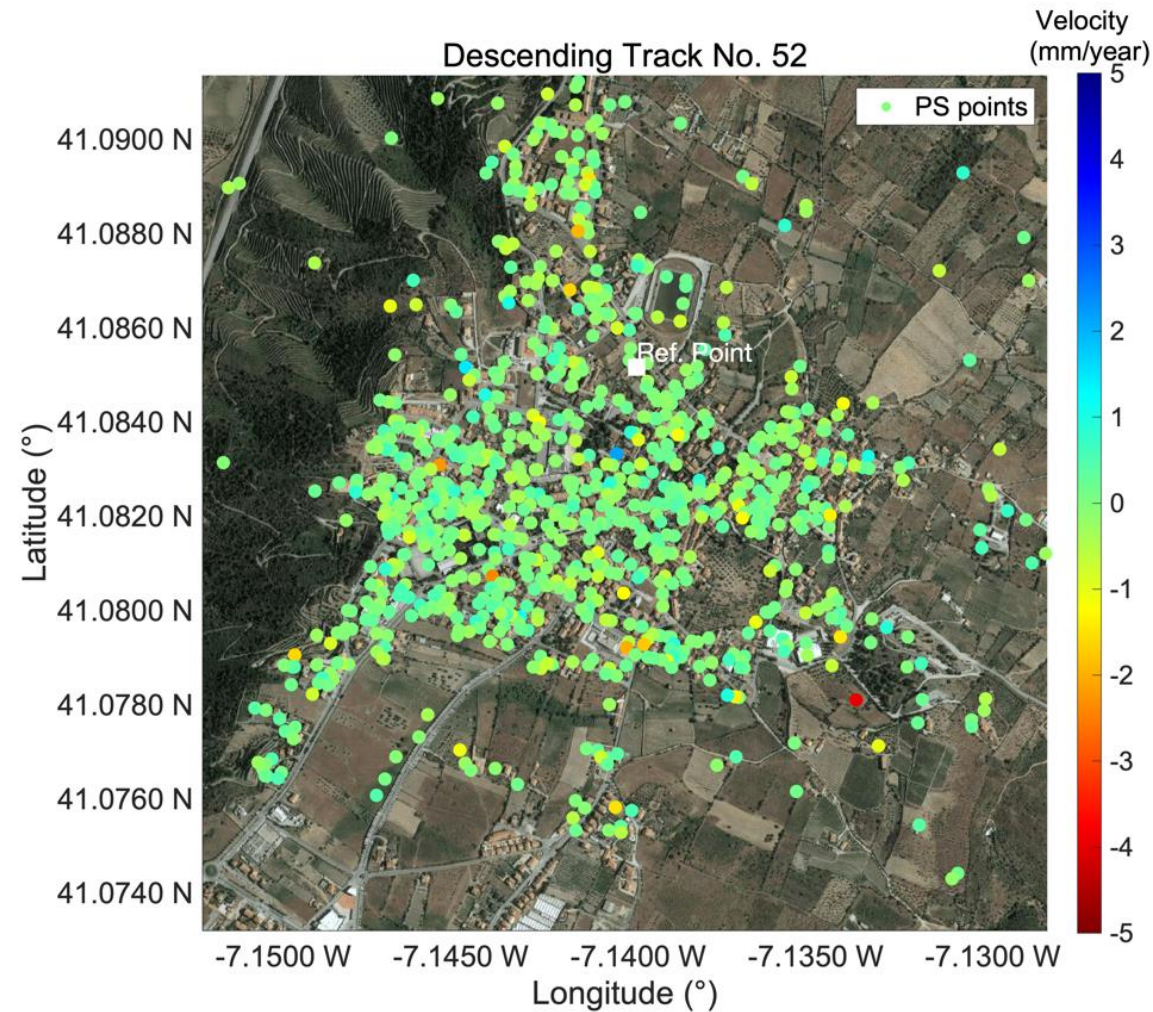 Velocity
(mm/year)
Descending Track No. 52
PS points
Ref. Point
5
4
3
2
1
0
-1
-2
-3
-4
-5
41.0900 N
41.0880 N
41.0860 N
41.0840 N
41.0820 N
41.0800 N
41.0780 N
41.0760 N
41.0740 N
Latitude (°)
-7.1500 W -7.1450 W -7.1400 W -7.1350 W -7.1300 W
Longitude (°)